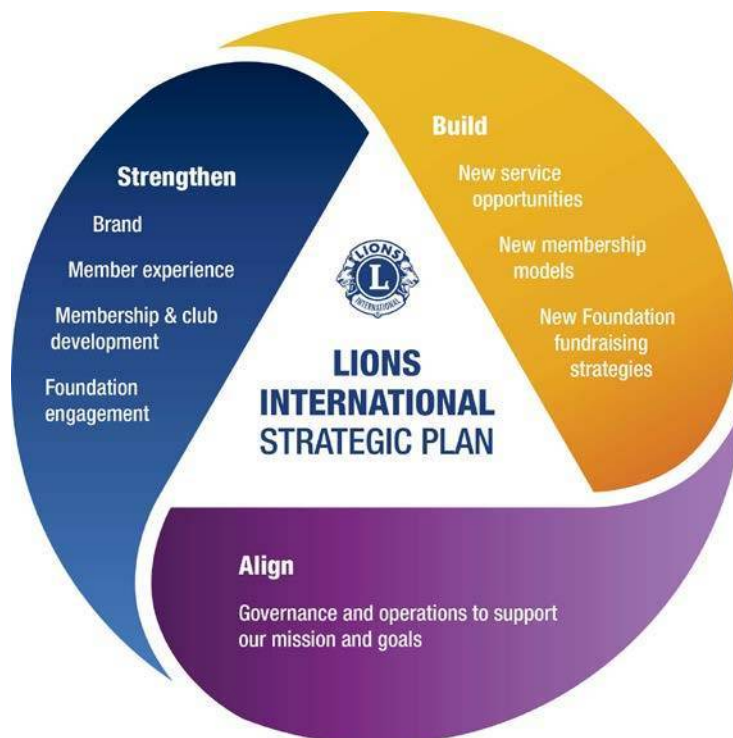 Strengthen
Brand
Member experience
Membership & club
development
Foundation
engagement
Build
New service
opportunities
New membership
models
New Foundation
fundraising
strategies
LIONS
L
INTERNATIONAL
LIONS
INTERNATIONAL
STRATEGIC PLAN
Align
Governance and operations to support
our mission and goals